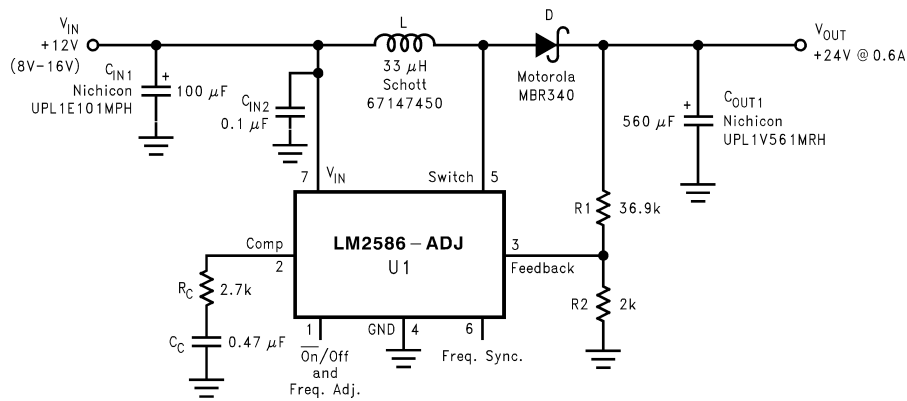 V_IN
+12V
(8V-16V)
C_IN1
Nichicon
UPL1E101MPH
+
100 μF
C_IN2
0.1 μF
L
33 μH
Schott
67147450
D
Motorola
MBR340
V_OUT
+24V @ 0.6A
+
560 μF
C_OUT1
Nichicon
UPL1V561MRH
7
V_IN
Switch
5
R1
36.9k
LM2586-ADJ
U1
Comp
2
3
Feedback
R_C
2.7k
R2
2k
C_C
0.47 μF
1
GND
4
6
O̅n̅/Off
and
Freq. Adj.
Freq. Sync.